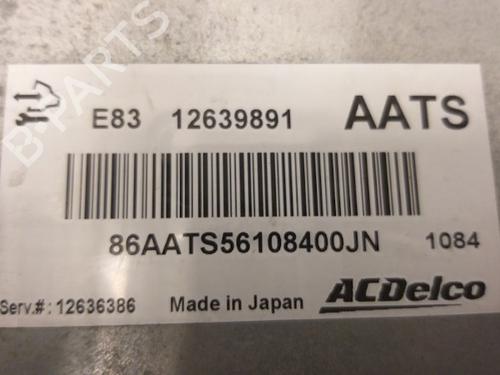 E83 12639891 AATS
86AATS56108400JN 1084
Serv.#: 12636386 Made in Japan ACDelco
B-PARTS